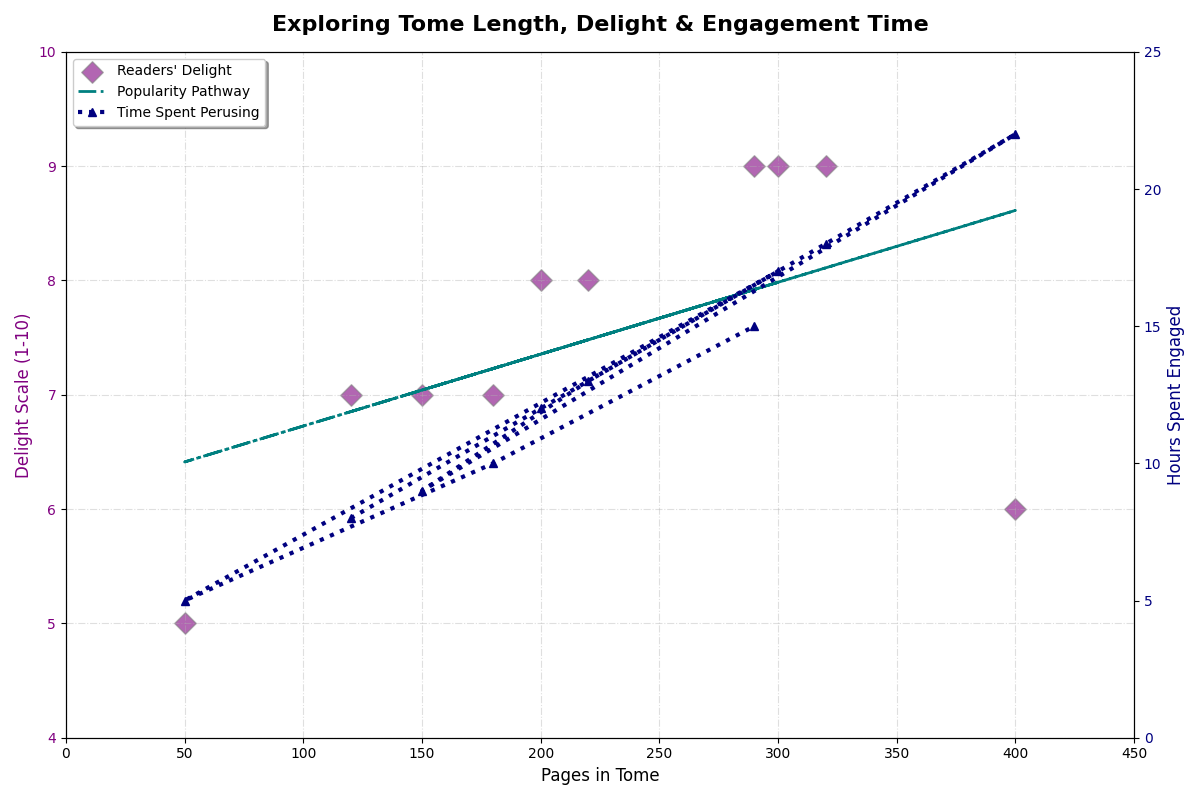 Exploring Tome Length, Delight & Engagement Time
Readers' Delight
Popularity Pathway
Time Spent Perusing
Delight Scale (1-10)
10
9
8
7
6
5
4
25
20
15
10
5
0
Hours Spent Engaged
0 50 100 150 200 250 300 350 400 450
Pages in Tome